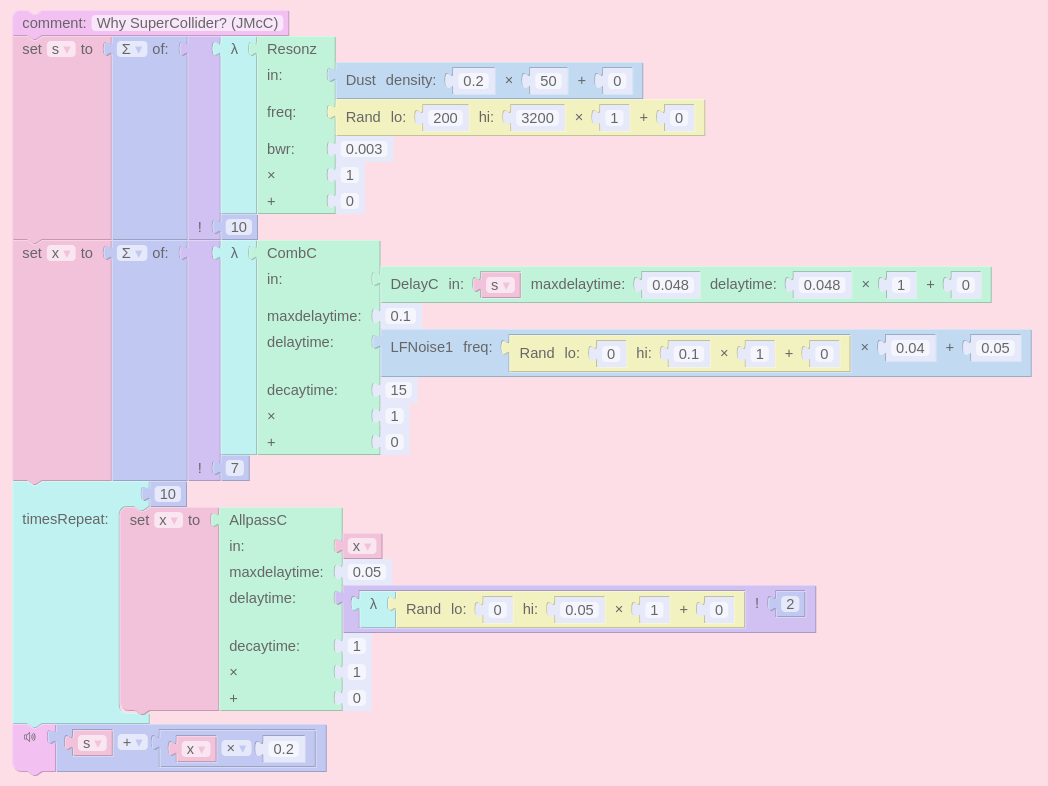 comment: Why SuperCollider? (JMcC)
set s ▾ to Σ ▾ of: λ Resonz
in: Dust density: 0.2 × 50 + 0
freq: Rand lo: 200 hi: 3200 × 1 + 0
bwr: 0.003
× 1
+ 0
! 10
set x ▾ to Σ ▾ of: λ CombC
in: DelayC in: s ▾ maxdelaytime: 0.048 delaytime: 0.048 × 1 + 0
maxdelaytime: 0.1
delaytime: LFNoise1 freq: Rand lo: 0 hi: 0.1 × 1 + 0 × 0.04 + 0.05
decaytime: 15
× 1
+ 0
! 7
10
timesRepeat: set x ▾ to AllpassC
in: x ▾
maxdelaytime: 0.05
delaytime: λ Rand lo: 0 hi: 0.05 × 1 + 0 ! 2
decaytime: 1
× 1
+ 0
s ▾ + ▾ x ▾ × ▾ 0.2